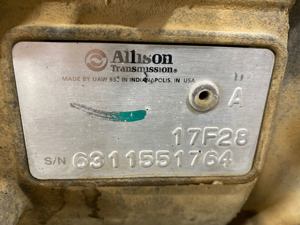 Allison
Transmission®
MADE BY UAW 933 IN INDIANAPOLIS, IN USA
A
17F28
S/N 6311551764